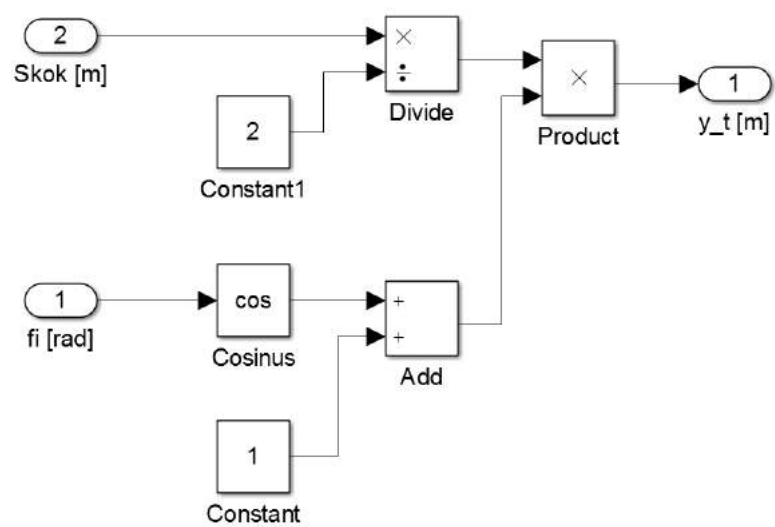 2
Skok [m]
×
÷
Divide
2
Constant1
×
Product
1
y_t [m]
1
fi [rad]
cos
Cosinus
+
+
Add
1
Constant